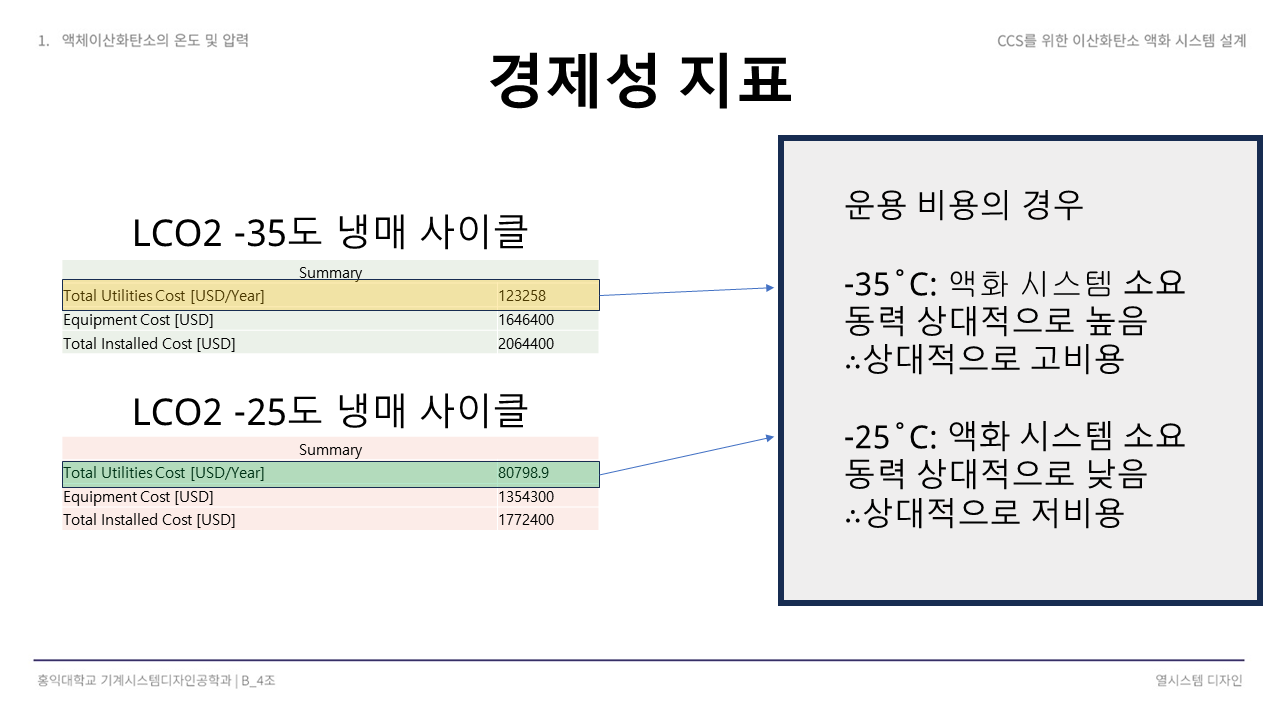 1. 액체이산화탄소의 온도 및 압력
CCS를 위한 이산화탄소 액화 시스템 설계
경제성 지표
LCO2 -35도 냉매 사이클
Summary
Total Utilities Cost [USD/Year] 123258
Equipment Cost [USD] 1646400
Total Installed Cost [USD] 2064400
LCO2 -25도 냉매 사이클
Summary
Total Utilities Cost [USD/Year] 80798.9
Equipment Cost [USD] 1354300
Total Installed Cost [USD] 1772400
운용 비용의 경우
-35˚C: 액화 시스템 소요
동력 상대적으로 높음
∴상대적으로 고비용
-25˚C: 액화 시스템 소요
동력 상대적으로 낮음
∴상대적으로 저비용
홍익대학교 기계시스템디자인공학과 | B_4조
열시스템 디자인